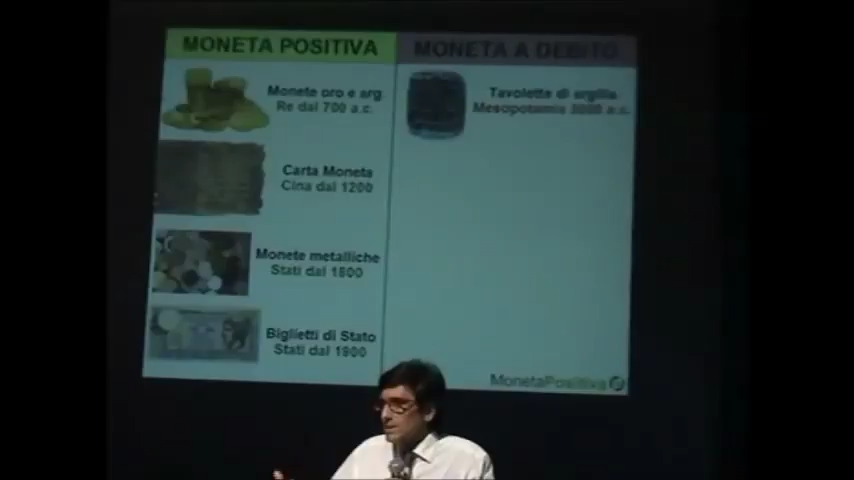 MONETA POSITIVA
MONETA A DEBITO
Monete oro e arg
Re dal 700 a.c.
Tavolette di argilla
Mesopotamia 3000 a.c.
Carta Moneta
Cina dal 1200
Monete metalliche
Stati dal 1800
Biglietti di Stato
Stati dal 1900
MonetaPositiva